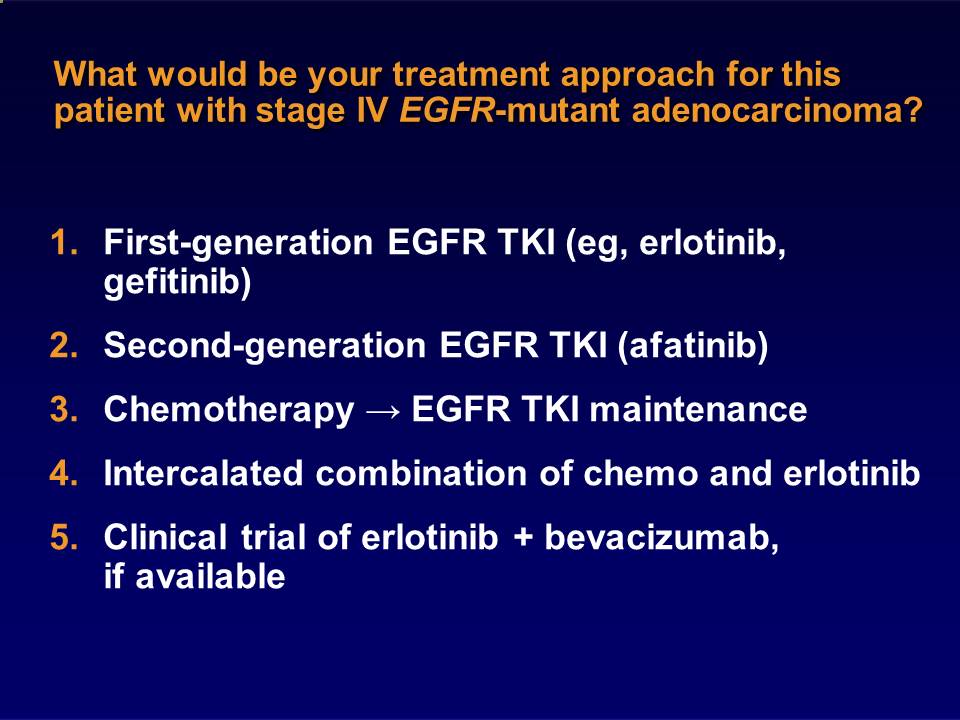 What would be your treatment approach for this
patient with stage IV EGFR-mutant adenocarcinoma?
1. First-generation EGFR TKI (eg, erlotinib,
gefitinib)
2. Second-generation EGFR TKI (afatinib)
3. Chemotherapy → EGFR TKI maintenance
4. Intercalated combination of chemo and erlotinib
5. Clinical trial of erlotinib + bevacizumab,
if available